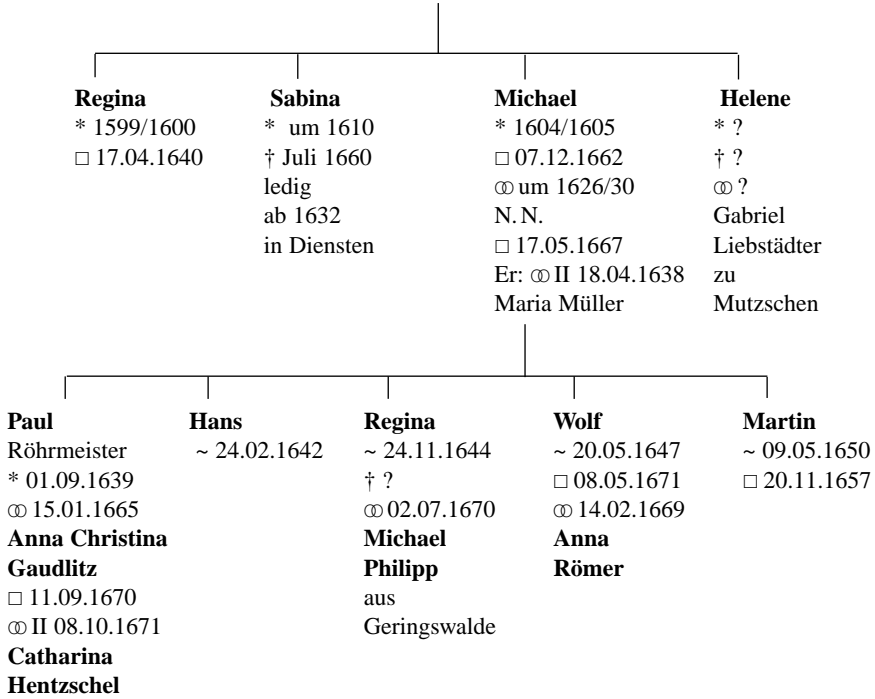 Regina
* 1599/1600
□ 17.04.1640
Sabina
* um 1610
† Juli 1660
ledig
ab 1632
in Diensten
Michael
* 1604/1605
□ 07.12.1662
⚭ um 1626/30
N. N.
□ 17.05.1667
Er: ⚭ II 18.04.1638
Maria Müller
Helene
* ?
† ?
⚭ ?
Gabriel
Liebstädter
zu
Mutzschen
Paul
Röhrmeister
* 01.09.1639
⚭ 15.01.1665
Anna Christina
Gaudlitz
□ 11.09.1670
⚭ II 08.10.1671
Catharina
Hentzschel
Hans
~ 24.02.1642
Regina
~ 24.11.1644
† ?
⚭ 02.07.1670
Michael
Philipp
aus
Geringswalde
Wolf
~ 20.05.1647
□ 08.05.1671
⚭ 14.02.1669
Anna
Römer
Martin
~ 09.05.1650
□ 20.11.1657